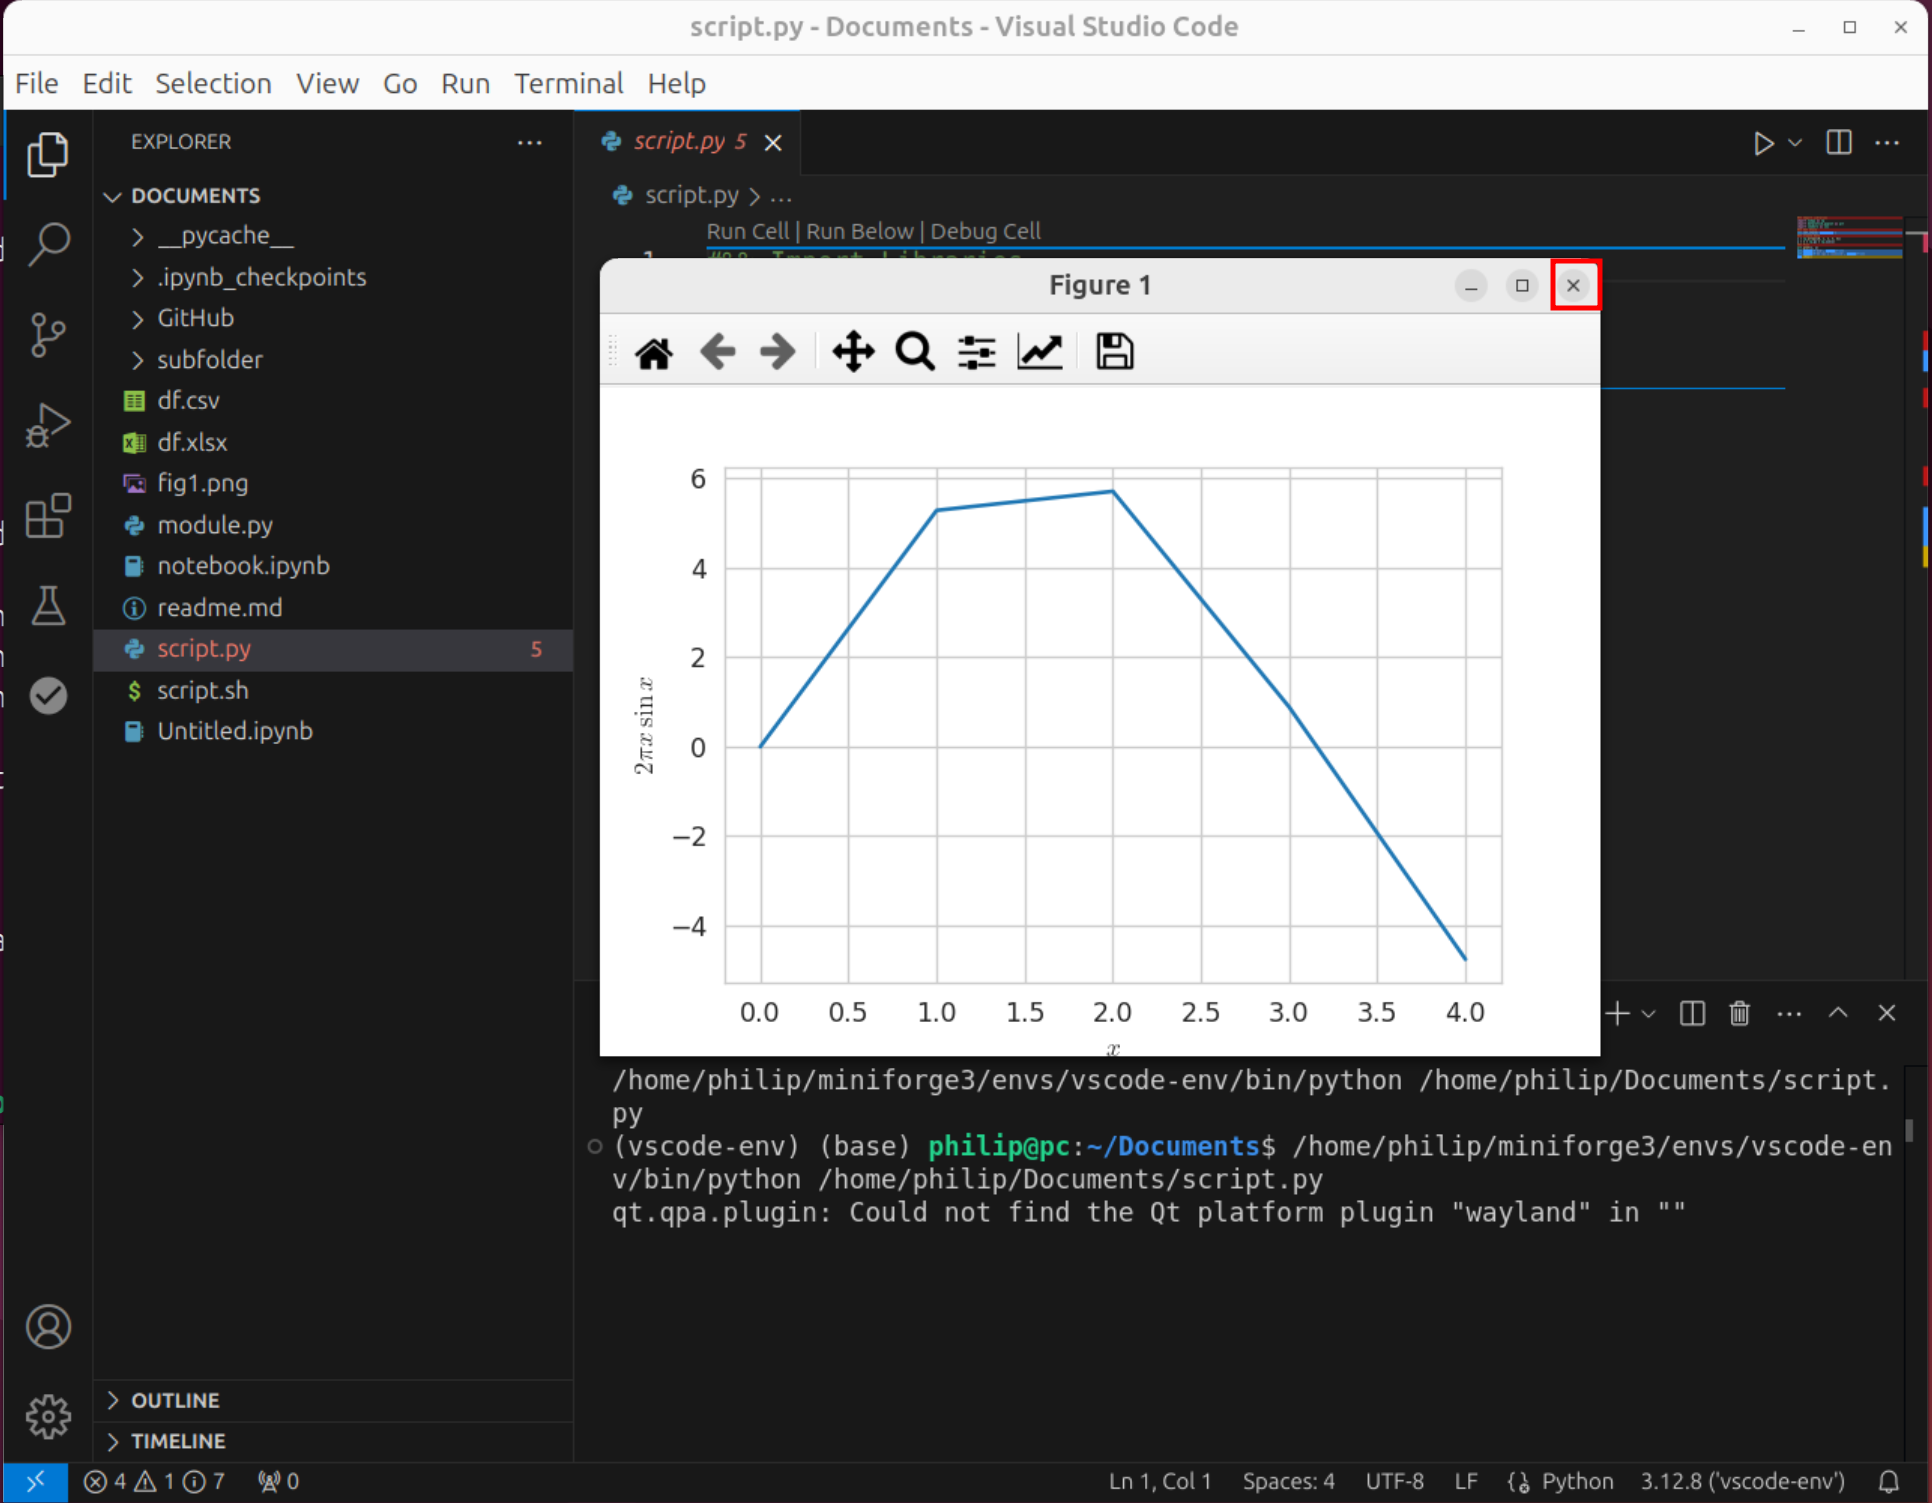 script.py - Documents - Visual Studio Code
File Edit Selection View Go Run Terminal Help
EXPLORER
DOCUMENTS
__pycache__
.ipynb_checkpoints
GitHub
subfolder
df.csv
df.xlsx
fig1.png
module.py
notebook.ipynb
readme.md
script.py 5
script.sh
Untitled.ipynb
OUTLINE
TIMELINE
script.py 5
script.py > ...
Run Cell | Run Below | Debug Cell
Figure 1
6
4
2
0
−2
−4
2πx sin x
0.0 0.5 1.0 1.5 2.0 2.5 3.0 3.5 4.0
x
/home/philip/miniforge3/envs/vscode-env/bin/python /home/philip/Documents/script.
py
(vscode-env) (base) philip@pc:~/Documents$ /home/philip/miniforge3/envs/vscode-en
v/bin/python /home/philip/Documents/script.py
qt.qpa.plugin: Could not find the Qt platform plugin "wayland" in ""
4 1 7 0 Ln 1, Col 1 Spaces: 4 UTF-8 LF Python 3.12.8 ('vscode-env')